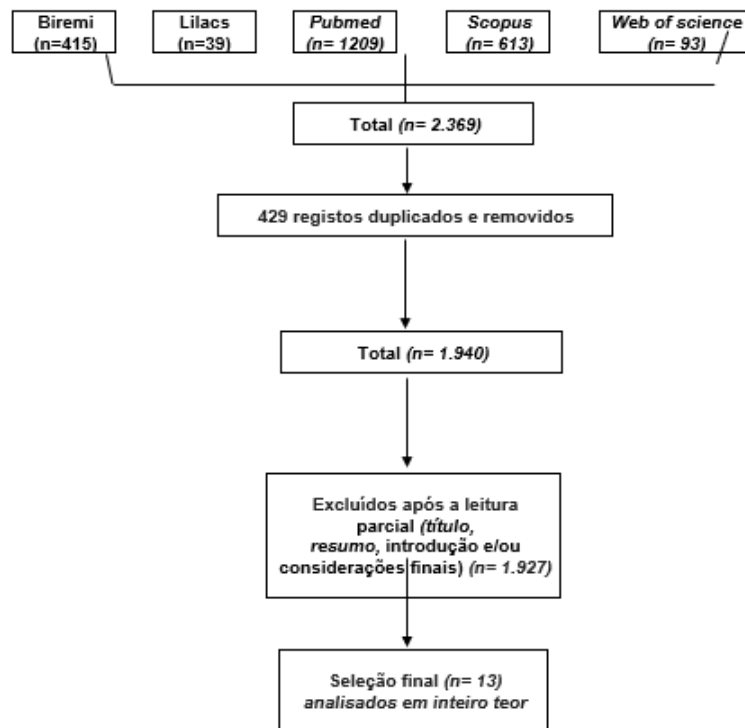 Biremi
(n=415)
Lilacs
(n=39)
Pubmed
(n= 1209)
Scopus
(n= 613)
Web of science
(n= 93)
Total (n= 2.369)
429 registos duplicados e removidos
Total (n= 1.940)
Excluídos após a leitura
parcial (título,
resumo, introdução e/ou
considerações finais) (n= 1.927)
Seleção final (n= 13)
analisados em inteiro teor